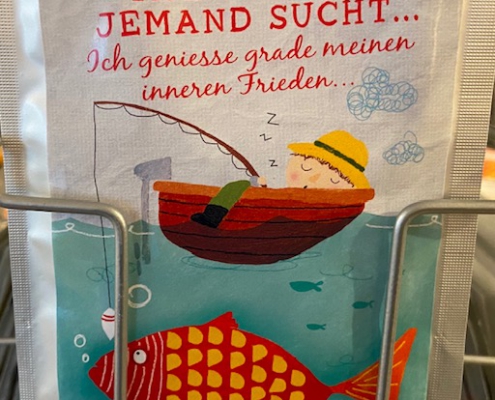 JEMAND SUCHT...
Ich geniesse grade meinen
inneren Frieden...
Z
Z
Z